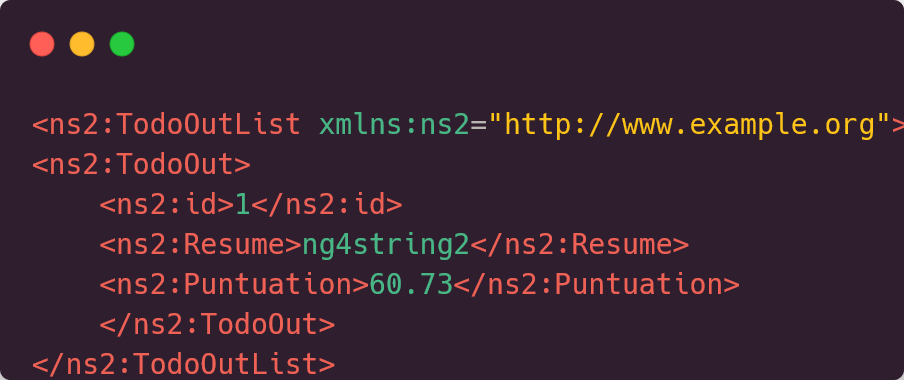 <ns2:TodoOutList xmlns:ns2="http://www.example.org">
<ns2:TodoOut>
<ns2:id>1</ns2:id>
<ns2:Resume>ng4string2</ns2:Resume>
<ns2:Puntuation>60.73</ns2:Puntuation>
</ns2:TodoOut>
</ns2:TodoOutList>